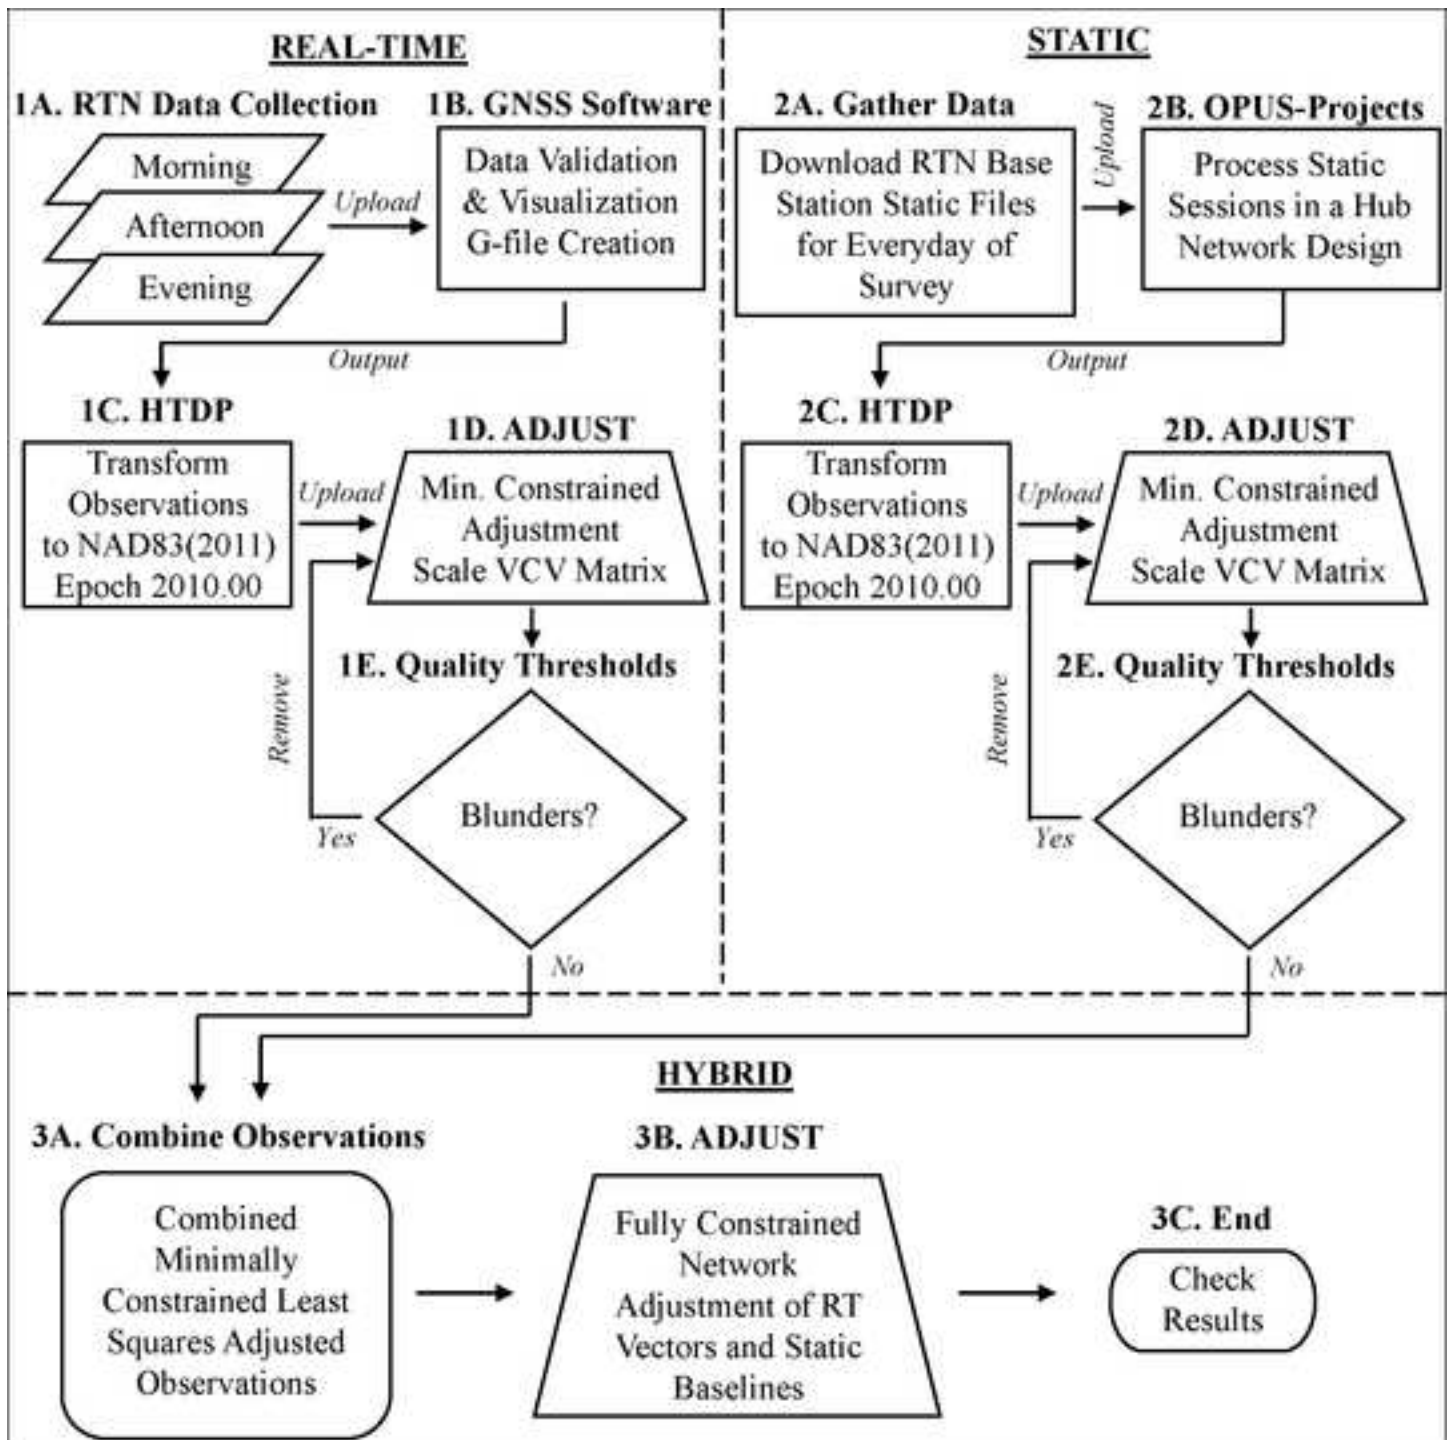 REAL-TIME
1A. RTN Data Collection
Morning
Afternoon
Evening
Upload
1B. GNSS Software
Data Validation
& Visualization
G-file Creation
Output
1C. HTDP
Transform
Observations
to NAD83(2011)
Epoch 2010.00
Upload
1D. ADJUST
Min. Constrained
Adjustment
Scale VCV Matrix
1E. Quality Thresholds
Blunders?
Remove
Yes
No
STATIC
2A. Gather Data
Download RTN Base
Station Static Files
for Everyday of
Survey
Upload
2B. OPUS-Projects
Process Static
Sessions in a Hub
Network Design
Output
2C. HTDP
Transform
Observations
to NAD83(2011)
Epoch 2010.00
Upload
2D. ADJUST
Min. Constrained
Adjustment
Scale VCV Matrix
2E. Quality Thresholds
Blunders?
Remove
Yes
No
HYBRID
3A. Combine Observations
Combined
Minimally
Constrained Least
Squares Adjusted
Observations
3B. ADJUST
Fully Constrained
Network
Adjustment of RT
Vectors and Static
Baselines
3C. End
Check
Results